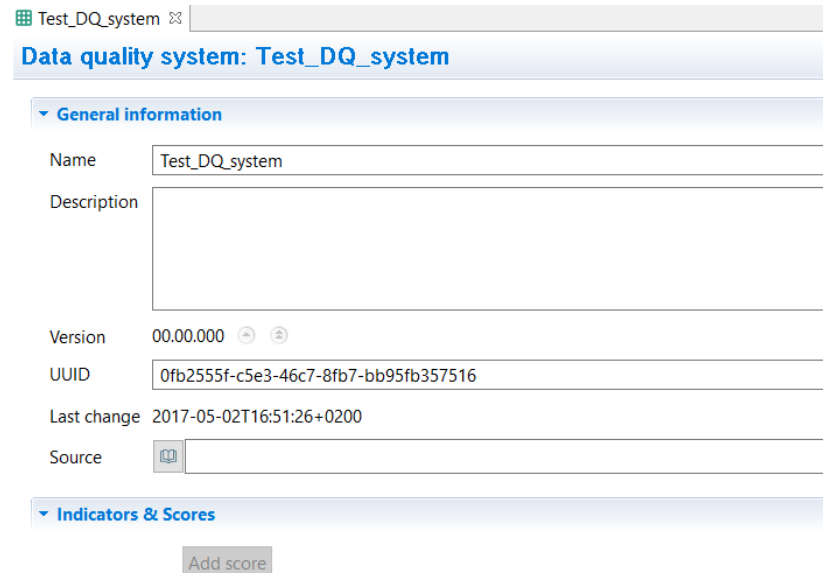 Test_DQ_system
Data quality system: Test_DQ_system
General information
Name Test_DQ_system
Description
Version 00.00.000
UUID 0fb2555f-c5e3-46c7-8fb7-bb95fb357516
Last change 2017-05-02T16:51:26+0200
Source
Indicators & Scores
Add score